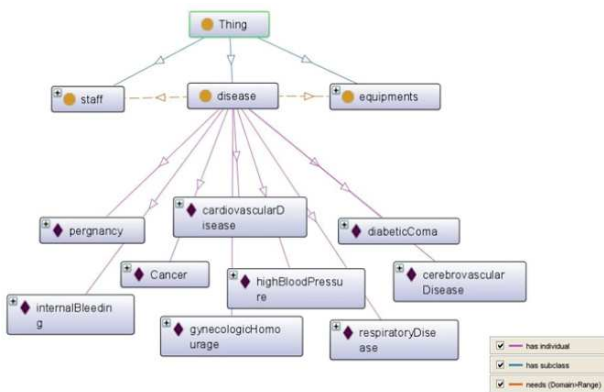 Thing
staff
disease
equipments
pergnancy
cardiovascularD
isease
diabeticComa
Cancer
highBloodPressu
re
cerebrovascular
Disease
internalBleedin
g
gynecologicHomo
urage
respiratoryDise
ase
has individual
has subclass
needs (Domain>Range)